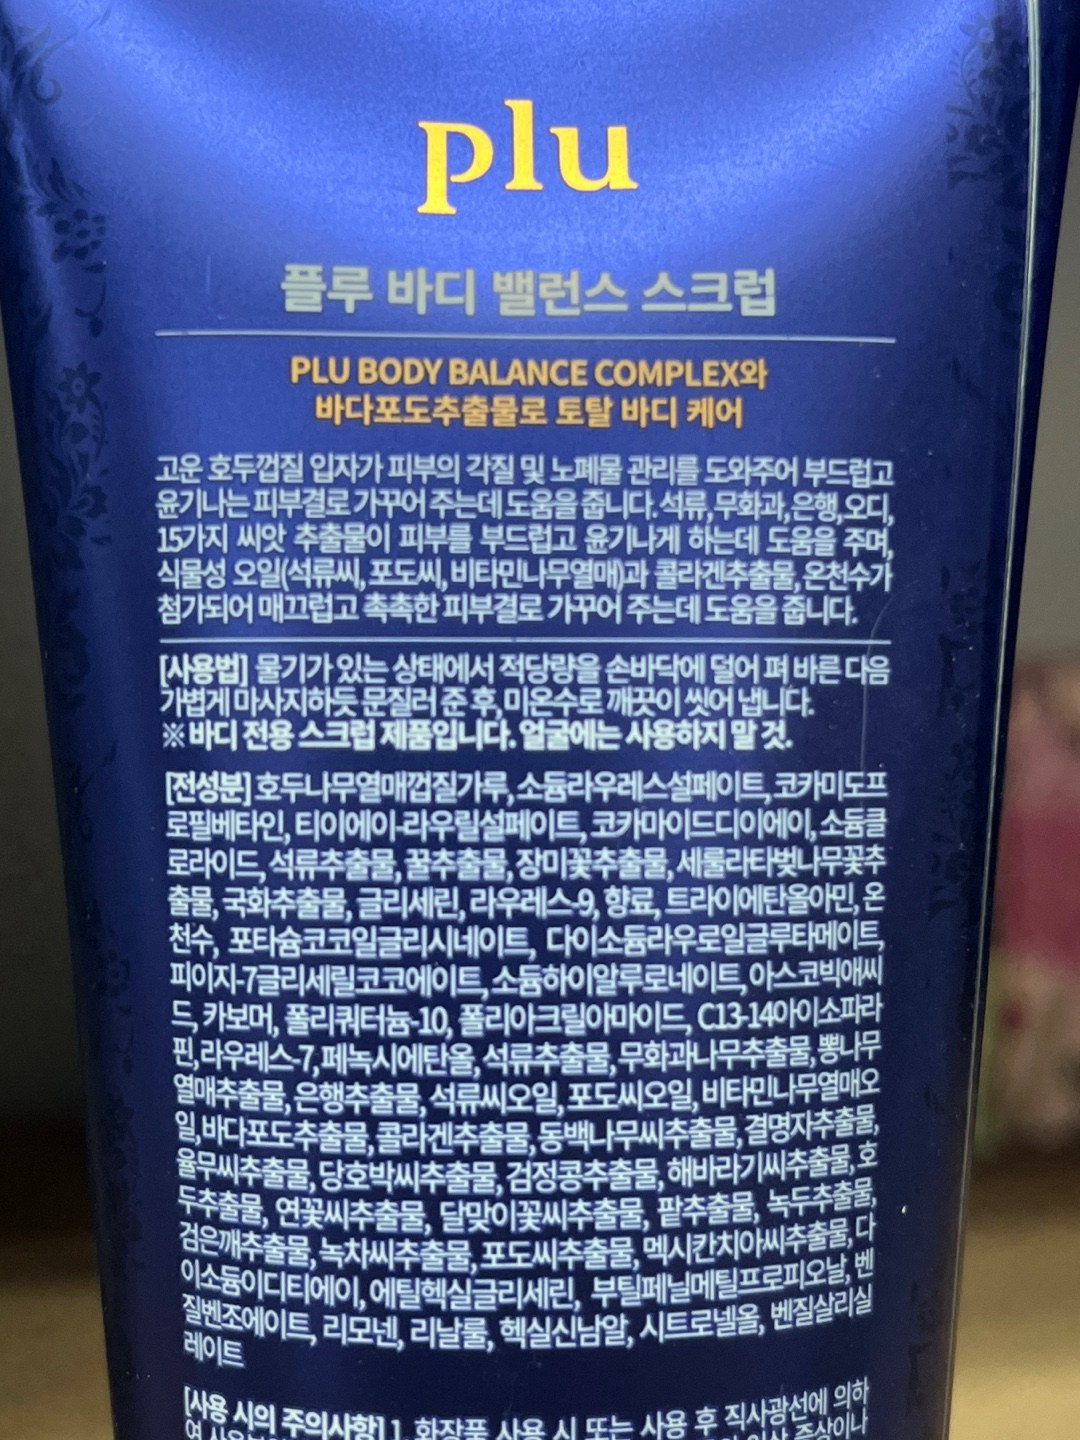 plu
플루 바디 밸런스 스크럽
PLU BODY BALANCE COMPLEX와
바다포도추출물로 토탈 바디 케어
고운 호두껍질 입자가 피부의 각질 및 노폐물 관리를 도와주어 부드럽고
윤기나는 피부결로 가꾸어 주는데 도움을 줍니다. 석류, 무화과, 은행, 오디,
15가지 씨앗 추출물이 피부를 부드럽고 윤기나게 하는데 도움을 주며,
식물성 오일(석류씨, 포도씨, 비타민나무열매)과 콜라겐추출물, 온천수가
첨가되어 매끄럽고 촉촉한 피부결로 가꾸어 주는데 도움을 줍니다.
[사용법] 물기가 있는 상태에서 적당량을 손바닥에 덜어 펴 바른 다음
가볍게 마사지하듯 문질러 준 후, 미온수로 깨끗이 씻어 냅니다.
※ 바디 전용 스크럽 제품입니다. 얼굴에는 사용하지 말 것.
[전성분] 호두나무열매껍질가루, 소듐라우레스설페이트, 코카미도프
로필베타인, 티이에이-라우릴설페이트, 코카마이드디이에이, 소듐클
로라이드, 석류추출물, 꿀추출물, 장미꽃추출물, 세룰라타벚나무꽃추
출물, 국화추출물, 글리세린, 라우레스-9, 향료, 트라이에탄올아민, 온
천수, 포타슘코코일글리시네이트, 다이소듐라우로일글루타메이트,
피이지-7글리세릴코코에이트, 소듐하이알루로네이트, 아스코빅애씨
드, 카보머, 폴리쿼터늄-10, 폴리아크릴아마이드, C13-14아이소파라
핀, 라우레스-7, 페녹시에탄올, 석류추출물, 무화과나무추출물, 뽕나무
열매추출물, 은행추출물, 석류씨오일, 포도씨오일, 비타민나무열매오
일, 바다포도추출물, 콜라겐추출물, 동백나무씨추출물, 결명자추출물,
율무씨추출물, 당호박씨추출물, 검정콩추출물, 해바라기씨추출물, 호
두추출물, 연꽃씨추출물, 달맞이꽃씨추출물, 팥추출물, 녹두추출물,
검은깨추출물, 녹차씨추출물, 포도씨추출물, 멕시칸치아씨추출물, 다
이소듐이디티에이, 에틸헥실글리세린, 부틸페닐메틸프로피오날, 벤
질벤조에이트, 리모넨, 리날룰, 헥실신남알, 시트로넬올, 벤질살리실
레이트
[사용 시의 주의사항] 1. 화장품 사용 시 또는 사용 후 직사광선에 의하